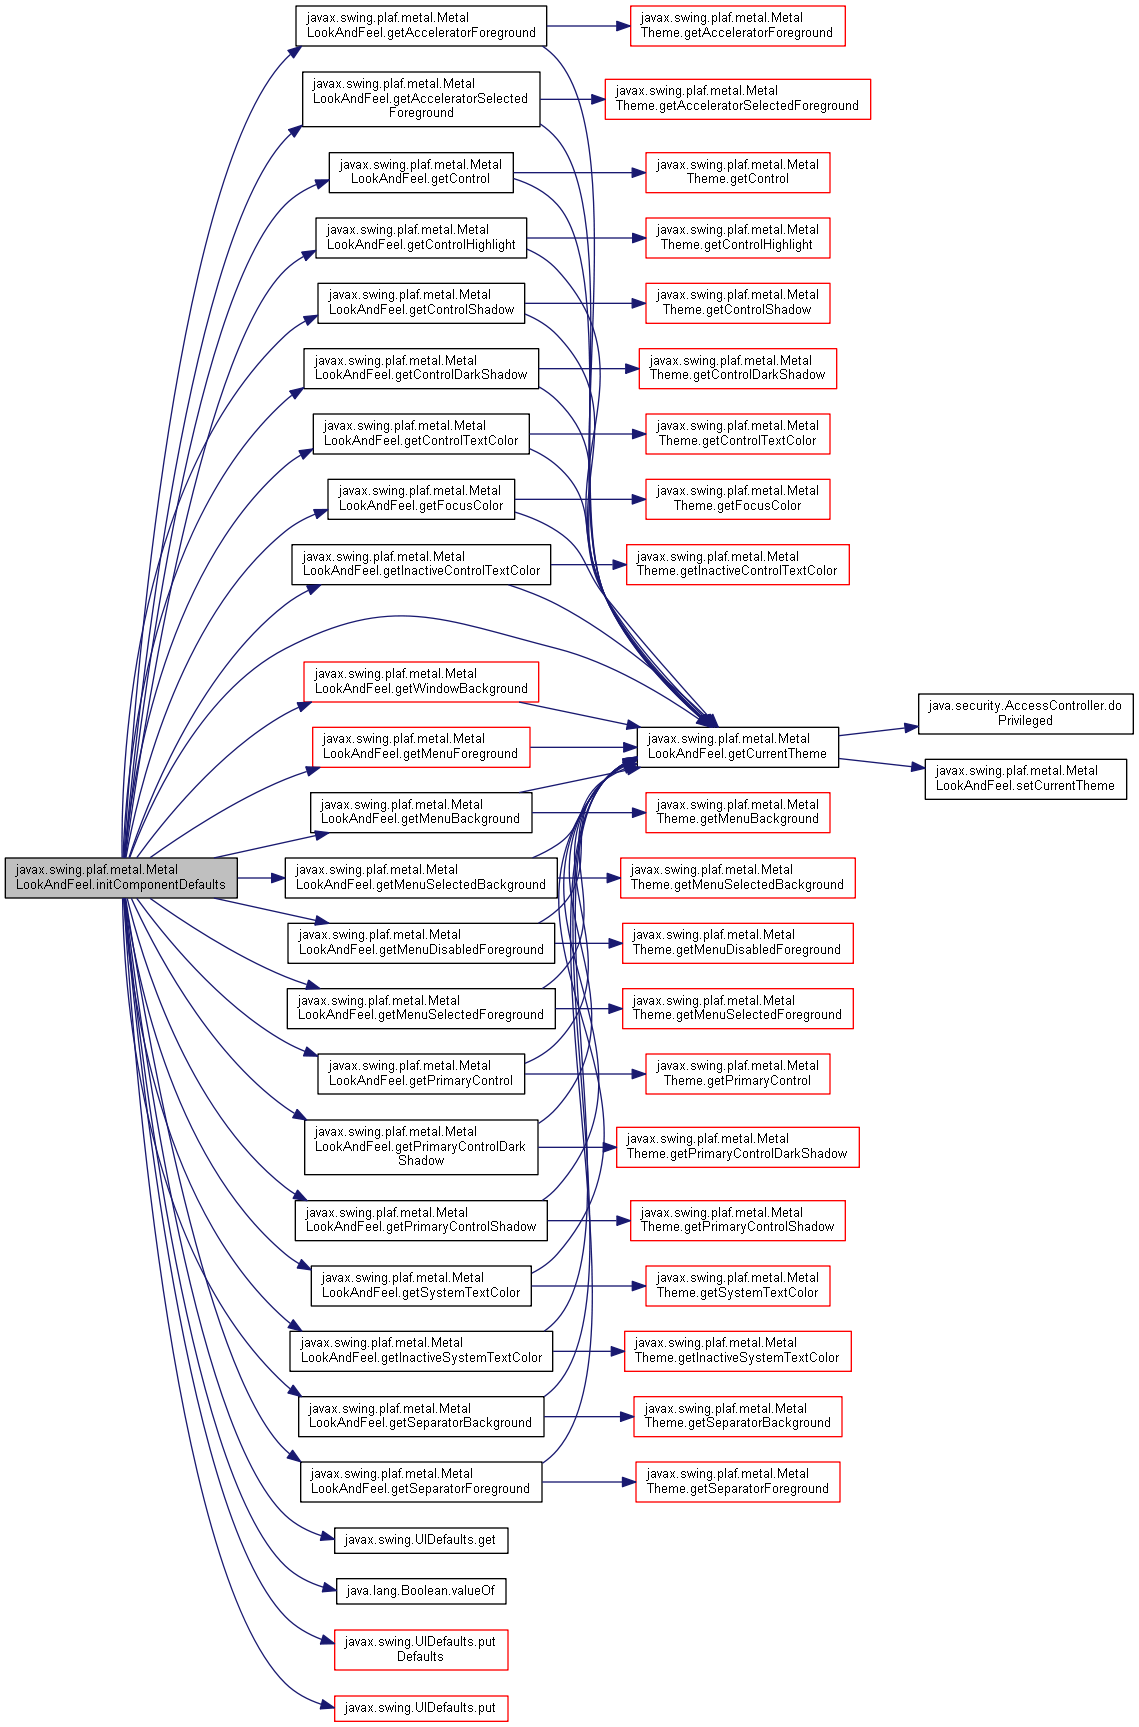 javax.swing.plaf.metal.Metal
LookAndFeel.initComponentDefaults
javax.swing.plaf.metal.Metal
LookAndFeel.getAcceleratorForeground
javax.swing.plaf.metal.Metal
Theme.getAcceleratorForeground
javax.swing.plaf.metal.Metal
LookAndFeel.getAcceleratorSelected
Foreground
javax.swing.plaf.metal.Metal
Theme.getAcceleratorSelectedForeground
javax.swing.plaf.metal.Metal
LookAndFeel.getControl
javax.swing.plaf.metal.Metal
Theme.getControl
javax.swing.plaf.metal.Metal
LookAndFeel.getControlHighlight
javax.swing.plaf.metal.Metal
Theme.getControlHighlight
javax.swing.plaf.metal.Metal
LookAndFeel.getControlShadow
javax.swing.plaf.metal.Metal
Theme.getControlShadow
javax.swing.plaf.metal.Metal
LookAndFeel.getControlDarkShadow
javax.swing.plaf.metal.Metal
Theme.getControlDarkShadow
javax.swing.plaf.metal.Metal
LookAndFeel.getControlTextColor
javax.swing.plaf.metal.Metal
Theme.getControlTextColor
javax.swing.plaf.metal.Metal
LookAndFeel.getFocusColor
javax.swing.plaf.metal.Metal
Theme.getFocusColor
javax.swing.plaf.metal.Metal
LookAndFeel.getInactiveControlTextColor
javax.swing.plaf.metal.Metal
Theme.getInactiveControlTextColor
javax.swing.plaf.metal.Metal
LookAndFeel.getWindowBackground
javax.swing.plaf.metal.Metal
LookAndFeel.getMenuForeground
javax.swing.plaf.metal.Metal
LookAndFeel.getCurrentTheme
java.security.AccessController.do
Privileged
javax.swing.plaf.metal.Metal
LookAndFeel.setCurrentTheme
javax.swing.plaf.metal.Metal
LookAndFeel.getMenuBackground
javax.swing.plaf.metal.Metal
Theme.getMenuBackground
javax.swing.plaf.metal.Metal
LookAndFeel.getMenuSelectedBackground
javax.swing.plaf.metal.Metal
Theme.getMenuSelectedBackground
javax.swing.plaf.metal.Metal
LookAndFeel.getMenuDisabledForeground
javax.swing.plaf.metal.Metal
Theme.getMenuDisabledForeground
javax.swing.plaf.metal.Metal
LookAndFeel.getMenuSelectedForeground
javax.swing.plaf.metal.Metal
Theme.getMenuSelectedForeground
javax.swing.plaf.metal.Metal
LookAndFeel.getPrimaryControl
javax.swing.plaf.metal.Metal
Theme.getPrimaryControl
javax.swing.plaf.metal.Metal
LookAndFeel.getPrimaryControlDark
Shadow
javax.swing.plaf.metal.Metal
Theme.getPrimaryControlDarkShadow
javax.swing.plaf.metal.Metal
LookAndFeel.getPrimaryControlShadow
javax.swing.plaf.metal.Metal
Theme.getPrimaryControlShadow
javax.swing.plaf.metal.Metal
LookAndFeel.getSystemTextColor
javax.swing.plaf.metal.Metal
Theme.getSystemTextColor
javax.swing.plaf.metal.Metal
LookAndFeel.getInactiveSystemTextColor
javax.swing.plaf.metal.Metal
Theme.getInactiveSystemTextColor
javax.swing.plaf.metal.Metal
LookAndFeel.getSeparatorBackground
javax.swing.plaf.metal.Metal
Theme.getSeparatorBackground
javax.swing.plaf.metal.Metal
LookAndFeel.getSeparatorForeground
javax.swing.plaf.metal.Metal
Theme.getSeparatorForeground
javax.swing.UIDefaults.get
java.lang.Boolean.valueOf
javax.swing.UIDefaults.put
Defaults
javax.swing.UIDefaults.put